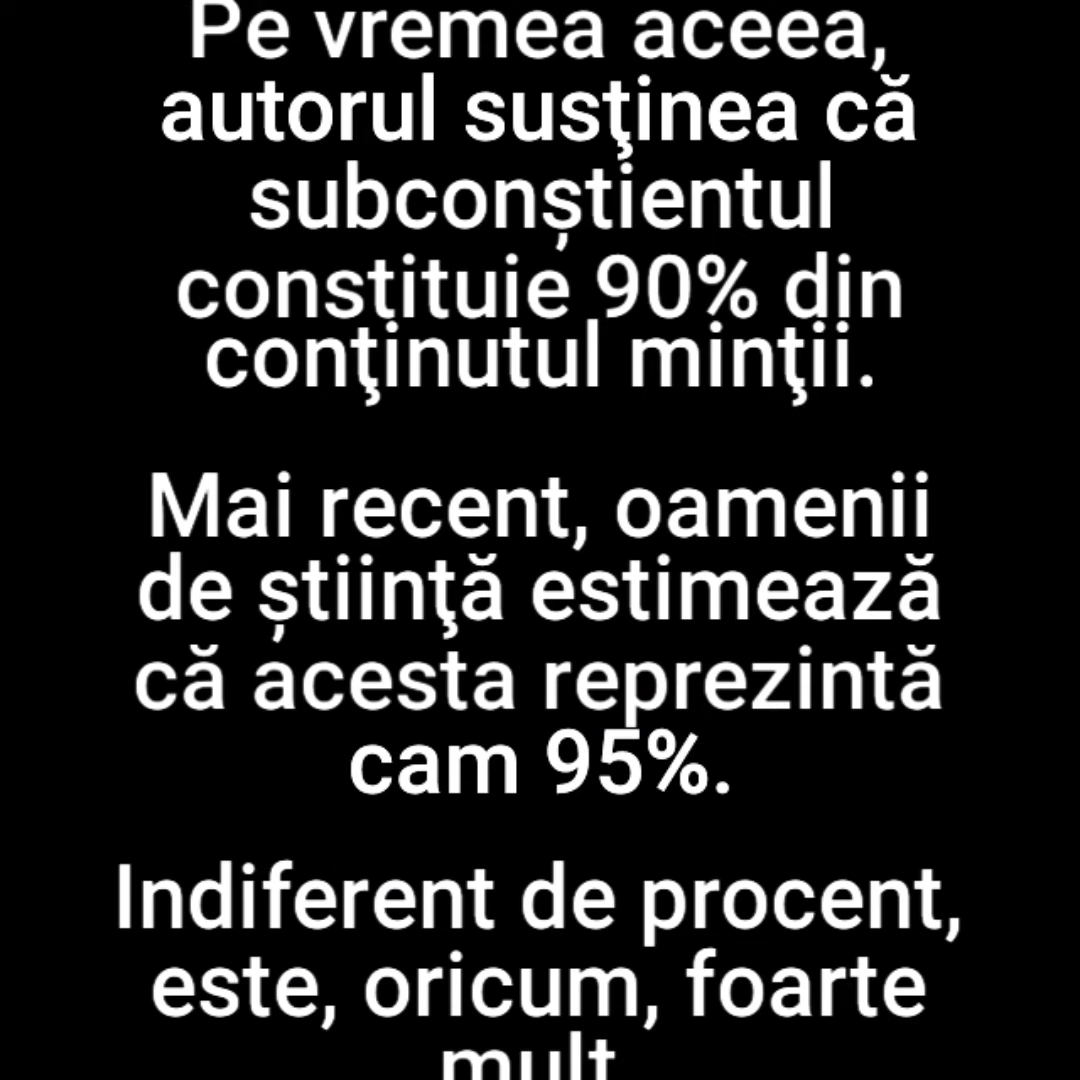 Pe vremea aceea,
autorul susţinea că
subconștientul
constituie 90% din
conţinutul minţii.
Mai recent, oamenii
de știinţă estimează
că acesta reprezintă
cam 95%.
Indiferent de procent,
este, oricum, foarte
mult